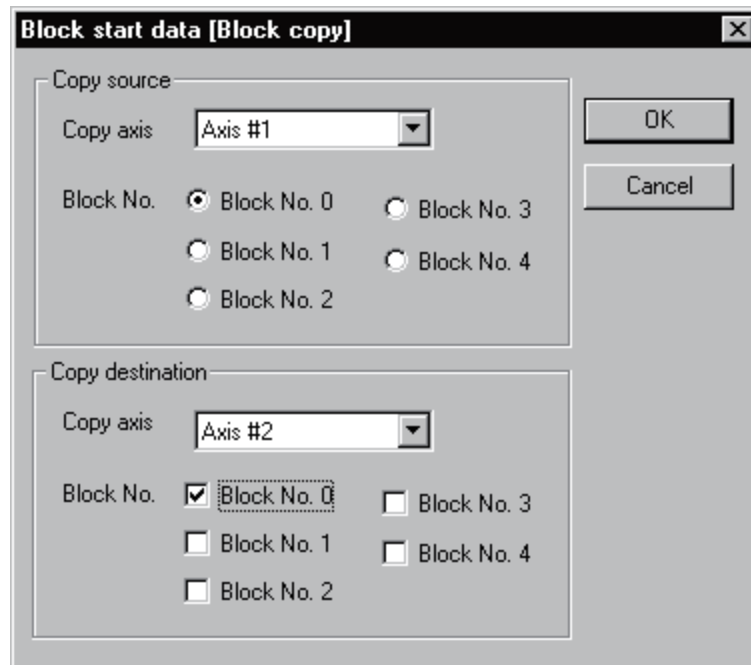 Block start data [Block copy]
Copy source
Copy axis
Axis #1
Block No.
Block No. 0
Block No. 1
Block No. 2
Block No. 3
Block No. 4
OK
Cancel
Copy destination
Copy axis
Axis #2
Block No.
Block No. 0
Block No. 1
Block No. 2
Block No. 3
Block No. 4